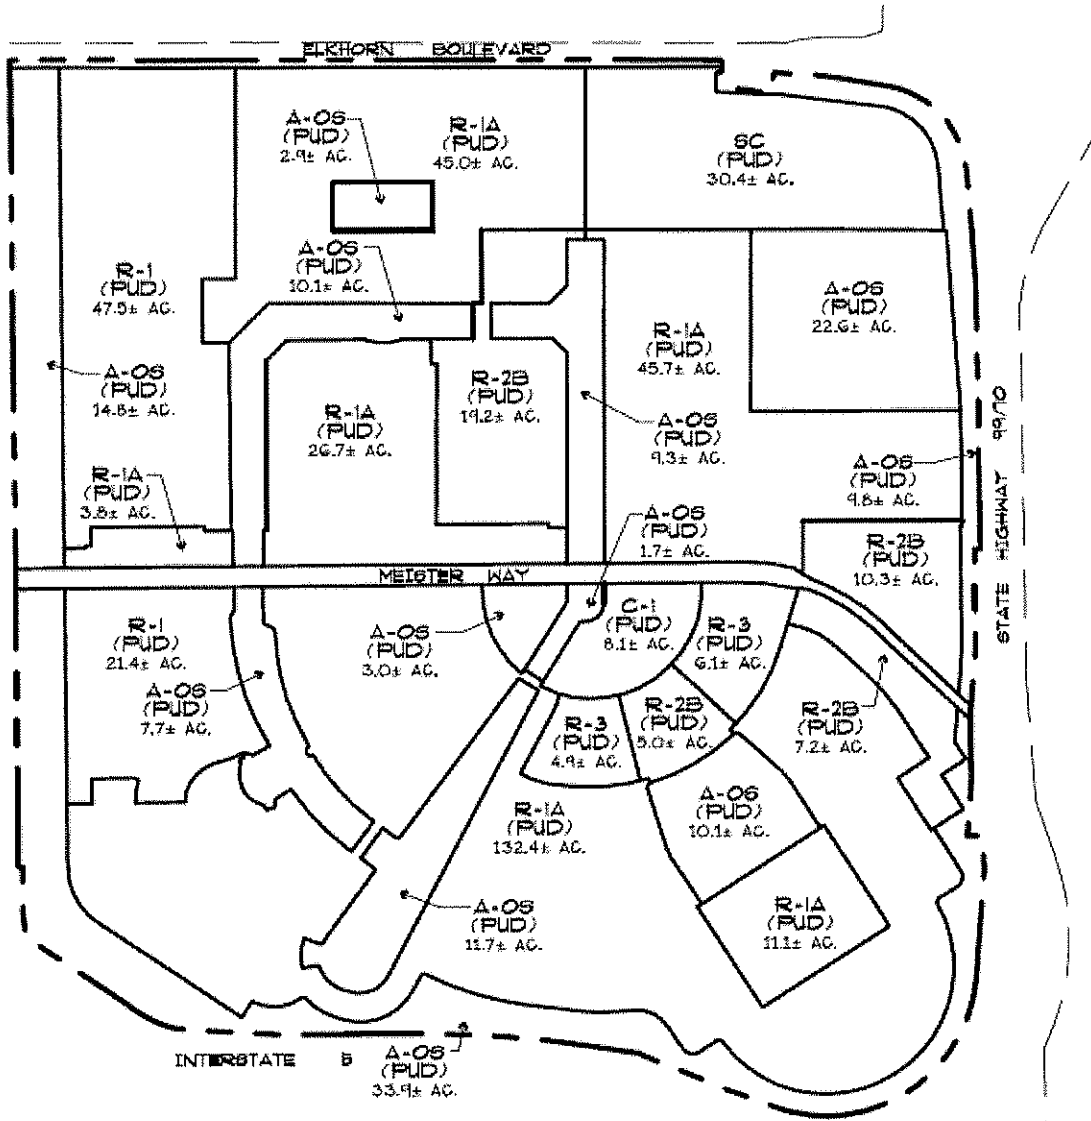 ELKHORN BOULEVARD
A-OS
(PUD)
2.9± AC.
R-1A
(PUD)
45.0± AC.
SC
(PUD)
30.4± AC.
A-OS
(PUD)
10.1± AC.
R-1
(PUD)
47.5± AC.
A-OS
(PUD)
22.6± AC.
R-1A
(PUD)
45.7± AC.
A-OS
(PUD)
14.8± AC.
R-2B
(PUD)
19.2± AC.
R-1A
(PUD)
26.7± AC.
A-OS
(PUD)
9.3± AC.
STATE HIGHWAY 99/70
A-OS
(PUD)
9.8± AC.
R-1A
(PUD)
3.8± AC.
A-OS
(PUD)
1.7± AC.
R-2B
(PUD)
10.3± AC.
MEISTER WAY
R-1
(PUD)
21.4± AC.
A-OS
(PUD)
3.0± AC.
C-1
(PUD)
8.1± AC.
R-3
(PUD)
6.1± AC.
A-OS
(PUD)
7.7± AC.
R-2B
(PUD)
5.0± AC.
R-2B
(PUD)
7.2± AC.
R-3
(PUD)
4.9± AC.
A-OS
(PUD)
10.1± AC.
R-1A
(PUD)
132.4± AC.
A-OS
(PUD)
11.7± AC.
R-1A
(PUD)
11.1± AC.
INTERSTATE 5
A-OS
(PUD)
33.9± AC.